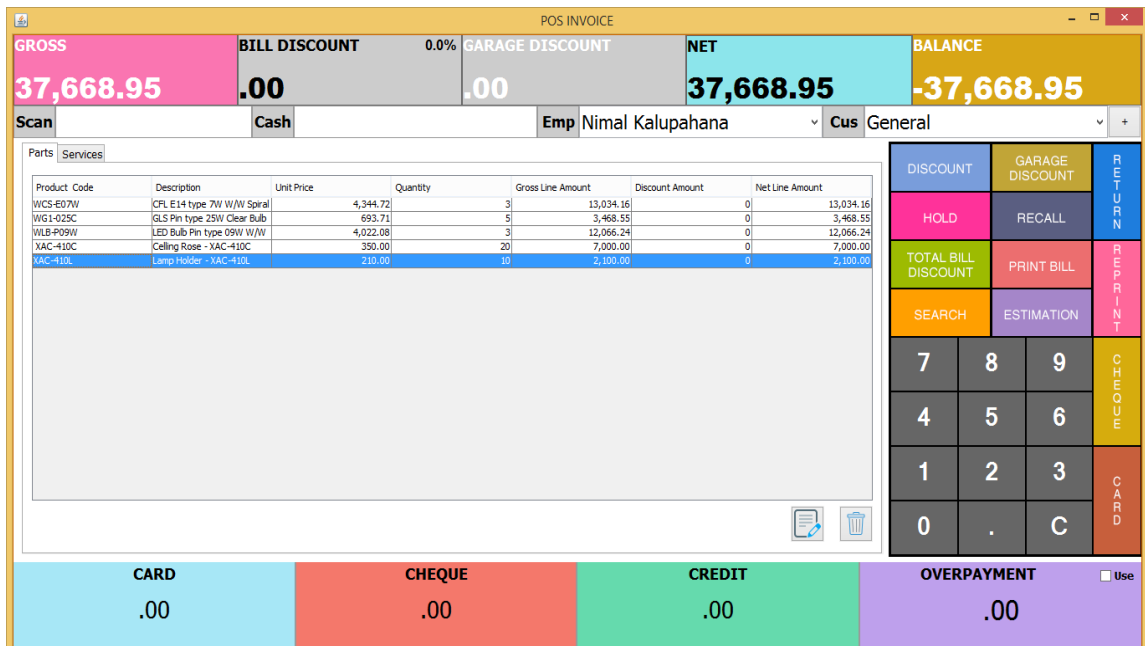 POS INVOICE
GROSS BILL DISCOUNT 0.0% GARAGE DISCOUNT NET BALANCE
37,668.95 .00 .00 37,668.95 -37,668.95
Scan Cash Emp Nimal Kalupahana Cus General +
Parts Services
Product Code Description Unit Price Quantity Gross Line Amount Discount Amount Net Line Amount
WCS-E07W CFL E14 type 7W W/W Spiral 4,344.72 3 13,034.16 0 13,034.16
WG1-025C GLS Pin type 25W Clear Bulb 693.71 5 3,468.55 0 3,468.55
WLB-P09W LED Bulb Pin type 09W W/W 4,022.08 3 12,066.24 0 12,066.24
XAC-410C Celling Rose - XAC-410C 350.00 20 7,000.00 0 7,000.00
XAC-410L Lamp Holder - XAC-410L 210.00 10 2,100.00 0 2,100.00
DISCOUNT GARAGE DISCOUNT RETURN
HOLD RECALL
TOTAL BILL DISCOUNT PRINT BILL REPRINT
SEARCH ESTIMATION
7 8 9 CHEQUE
4 5 6
1 2 3 CARD
0 . C
CARD CHEQUE CREDIT OVERPAYMENT Use
.00 .00 .00 .00